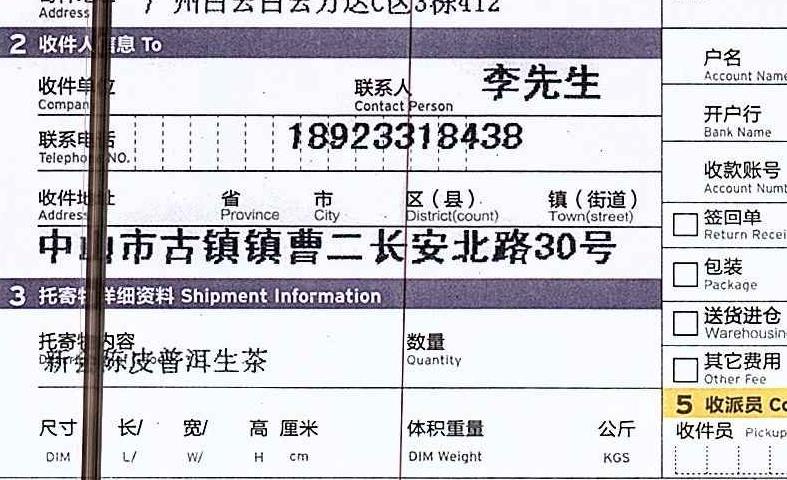 Address 广州白云白云万达C区3栋412
2 收件人信息 To
收件单位 联系人 李先生
Company Contact Person
联系电话 18923318438
Telephone NO.
收件地址 省 市 区（县） 镇（街道）
Address Province City District(count) Town(street)
中山市古镇镇曹二长安北路30号
3 托寄物详细资料 Shipment Information
托寄物内容 数量
新会陈皮普洱生茶 Quantity
尺寸 长/ 宽/ 高 厘米 体积重量 公斤
DIM L/ W/ H cm DIM Weight KGS
户名
Account Name
开户行
Bank Name
收款账号
Account Numb
签回单
Return Recei
包装
Package
送货进仓
Warehousin
其它费用
Other Fee
5 收派员 Co
收件员 Pickup